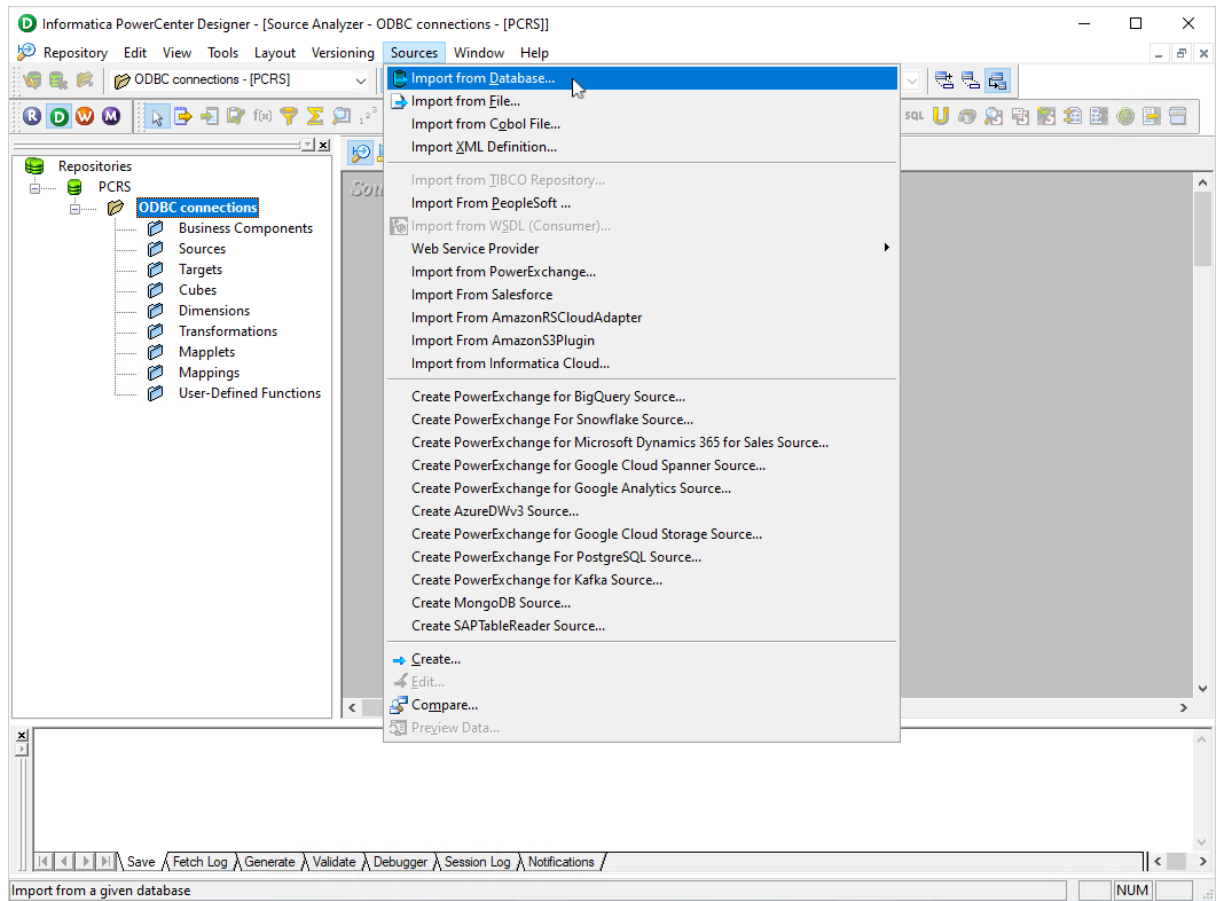 Informatica PowerCenter Designer - [Source Analyzer - ODBC connections - [PCRS]]
Repository Edit View Tools Layout Versioning Sources Window Help
ODBC connections - [PCRS]
Repositories
PCRS
ODBC connections
Business Components
Sources
Targets
Cubes
Dimensions
Transformations
Mapplets
Mappings
User-Defined Functions
Import from Database...
Import from File...
Import from Cobol File...
Import XML Definition...
Import from TIBCO Repository...
Import From PeopleSoft ...
Import from WSDL (Consumer)...
Web Service Provider
Import from PowerExchange...
Import From Salesforce
Import From AmazonRSCloudAdapter
Import From AmazonS3Plugin
Import from Informatica Cloud...
Create PowerExchange for BigQuery Source...
Create PowerExchange For Snowflake Source...
Create PowerExchange for Microsoft Dynamics 365 for Sales Source...
Create PowerExchange for Google Cloud Spanner Source...
Create PowerExchange for Google Analytics Source...
Create AzureDWv3 Source...
Create PowerExchange for Google Cloud Storage Source...
Create PowerExchange For PostgreSQL Source...
Create PowerExchange for Kafka Source...
Create MongoDB Source...
Create SAPTableReader Source...
Create...
Edit...
Compare...
Preview Data...
R D W M
f(x)
SQL
Save Fetch Log Generate Validate Debugger Session Log Notifications
Import from a given database
NUM